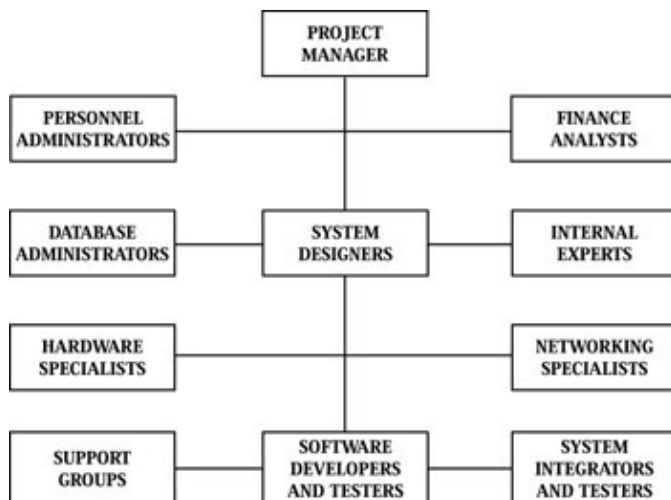 PROJECT
MANAGER
PERSONNEL
ADMINISTRATORS
FINANCE
ANALYSTS
DATABASE
ADMINISTRATORS
SYSTEM
DESIGNERS
INTERNAL
EXPERTS
HARDWARE
SPECIALISTS
NETWORKING
SPECIALISTS
SUPPORT
GROUPS
SOFTWARE
DEVELOPERS
AND TESTERS
SYSTEM
INTEGRATORS
AND TESTERS